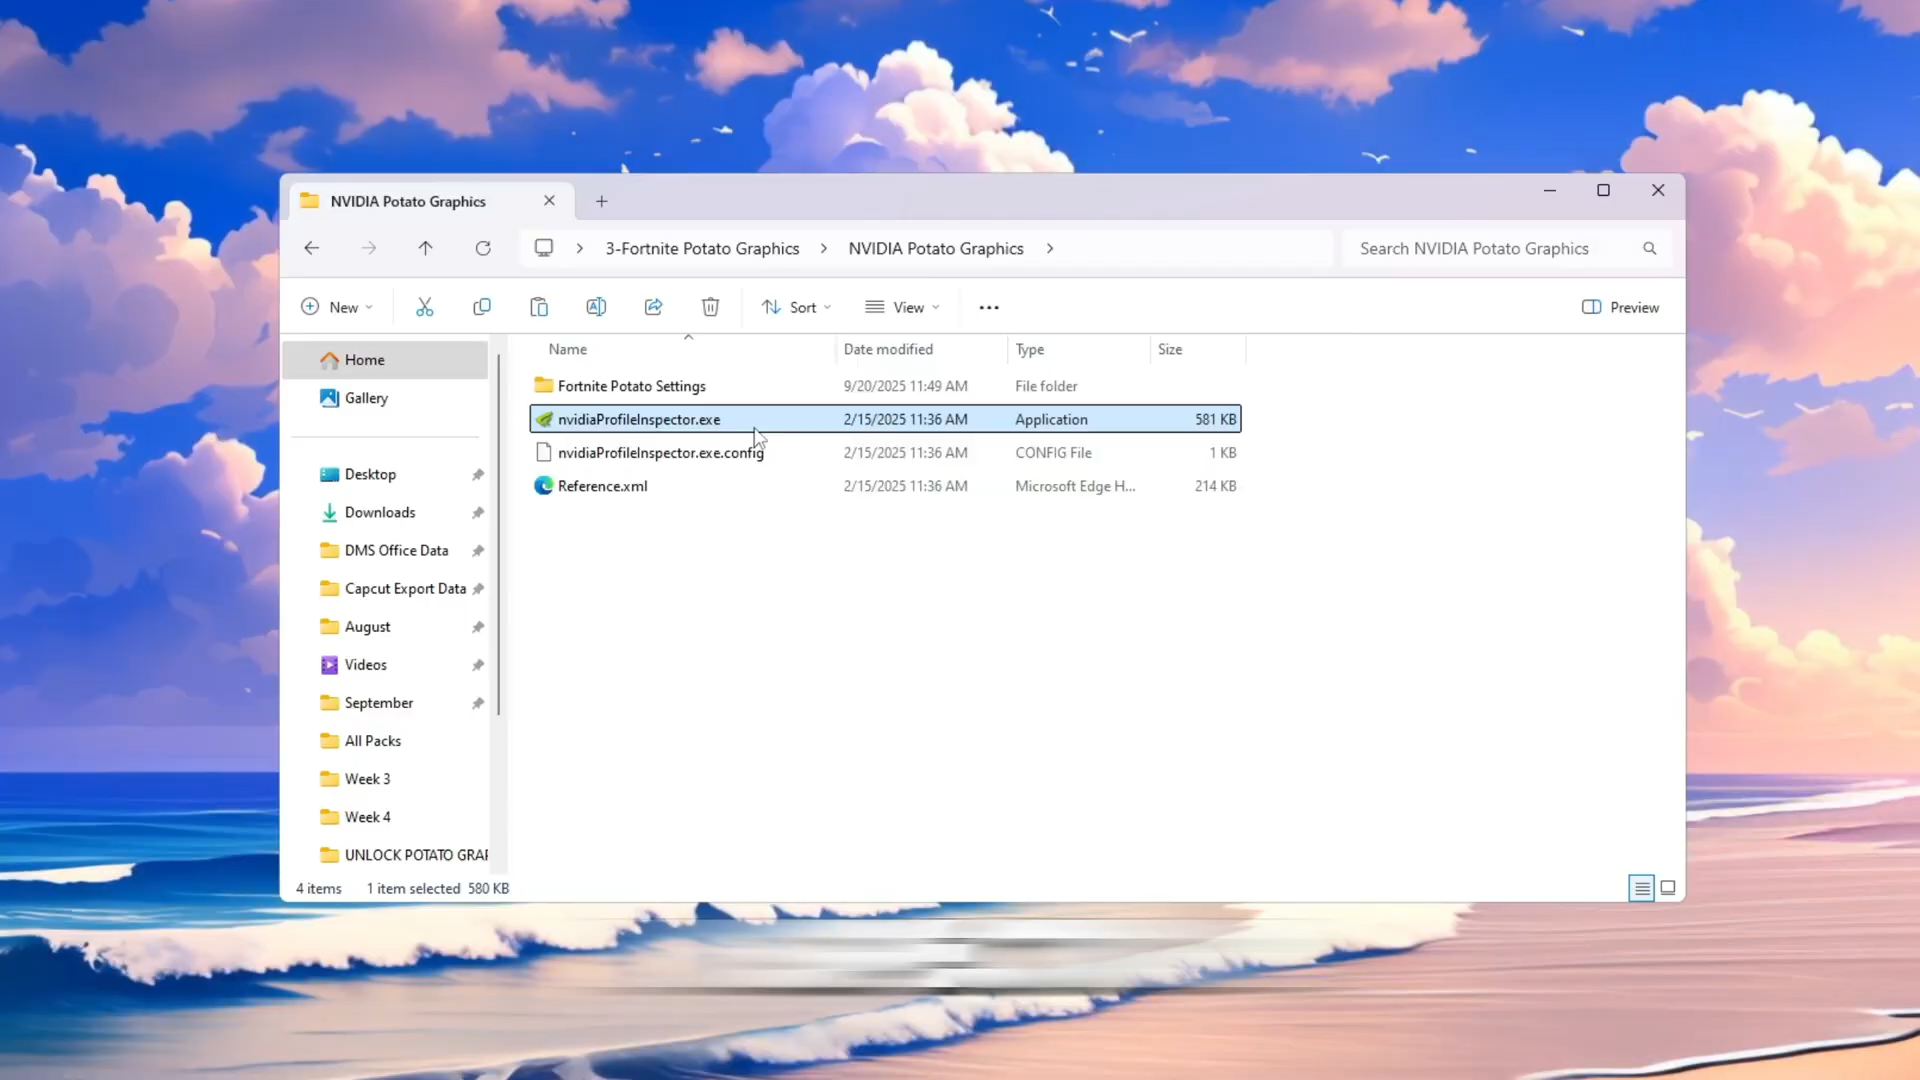 NVIDIA Potato Graphics
3-Fortnite Potato Graphics
NVIDIA Potato Graphics
Search NVIDIA Potato Graphics
New
Sort
View
Preview
Name
Date modified
Type
Size
Fortnite Potato Settings
9/20/2025 11:49 AM
File folder
nvidiaProfileInspector.exe
2/15/2025 11:36 AM
Application
581 KB
nvidiaProfileInspector.exe.config
2/15/2025 11:36 AM
CONFIG File
1 KB
Reference.xml
2/15/2025 11:36 AM
Microsoft Edge H...
214 KB
Home
Gallery
Desktop
Downloads
DMS Office Data
Capcut Export Data
August
Videos
September
All Packs
Week 3
Week 4
UNLOCK POTATO GRAF
4 items
1 item selected 580 KB